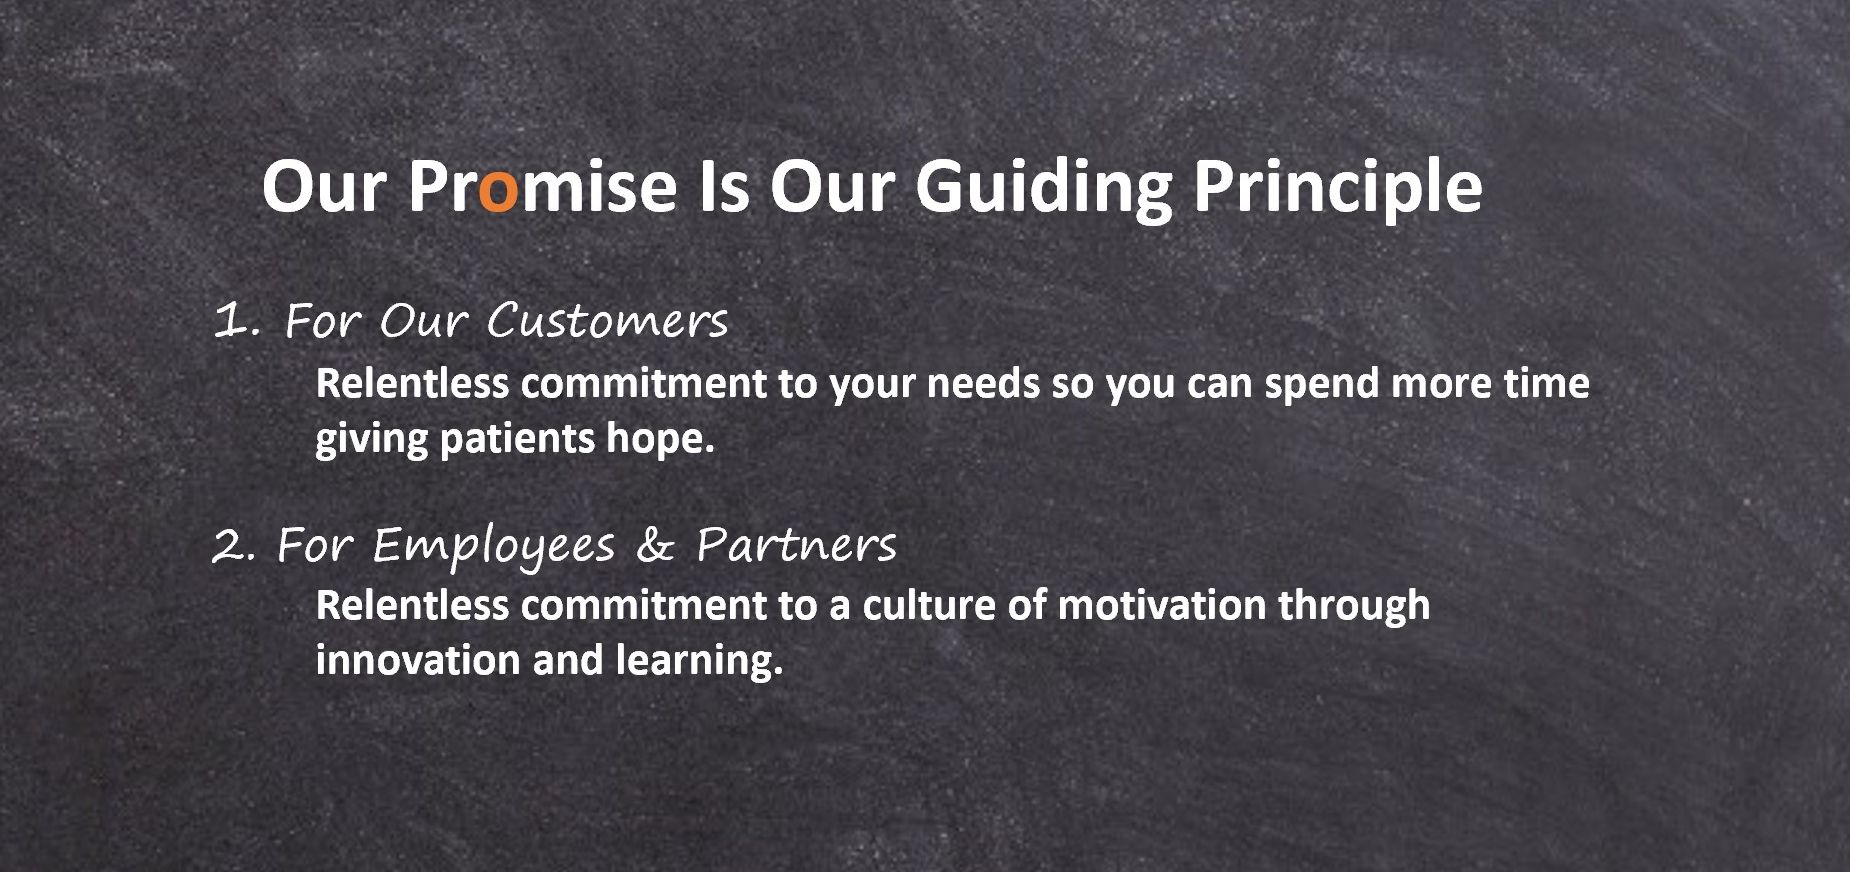 Our Promise Is Our Guiding Principle
1. For Our Customers
Relentless commitment to your needs so you can spend more time
giving patients hope.
2. For Employees & Partners
Relentless commitment to a culture of motivation through
innovation and learning.